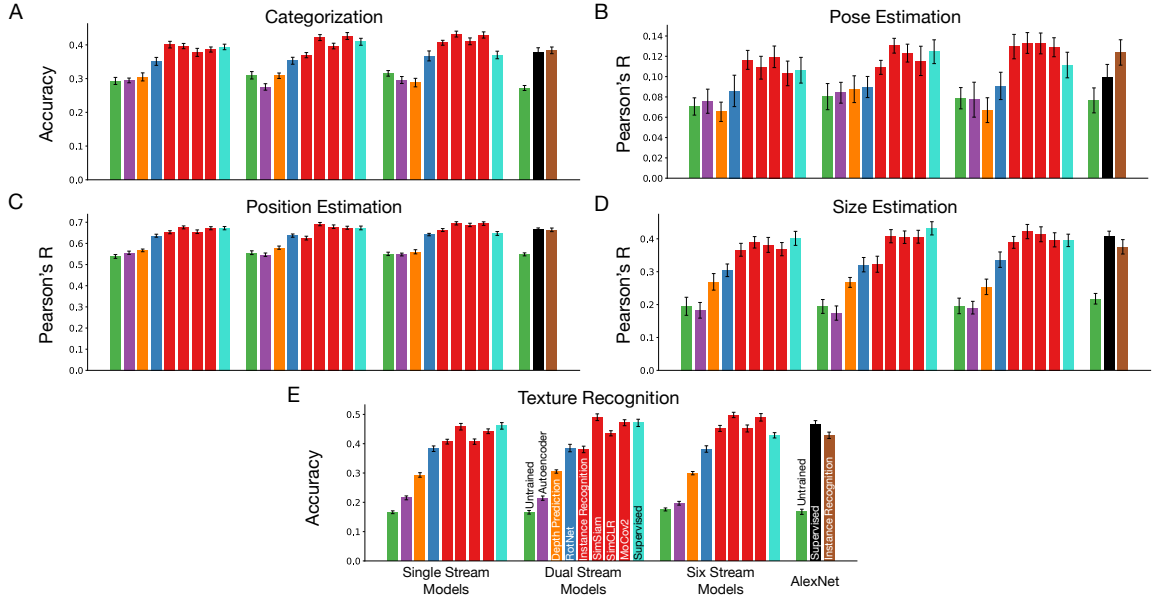 A
Categorization
Accuracy
0.4
0.3
0.2
0.1
0.0
B
Pose Estimation
Pearson's R
0.14
0.12
0.10
0.08
0.06
0.04
0.02
0.00
C
Position Estimation
Pearson's R
0.7
0.6
0.5
0.4
0.3
0.2
0.1
0.0
D
Size Estimation
Pearson's R
0.4
0.3
0.2
0.1
0.0
E
Texture Recognition
Accuracy
0.5
0.4
0.3
0.2
0.1
0.0
Untrained
Autoencoder
Depth Prediction
RotNet
Instance Recognition
SimSiam
SimCLR
MoCov2
Supervised
Untrained
Supervised
Instance Recognition
Single Stream
Models
Dual Stream
Models
Six Stream
Models
AlexNet